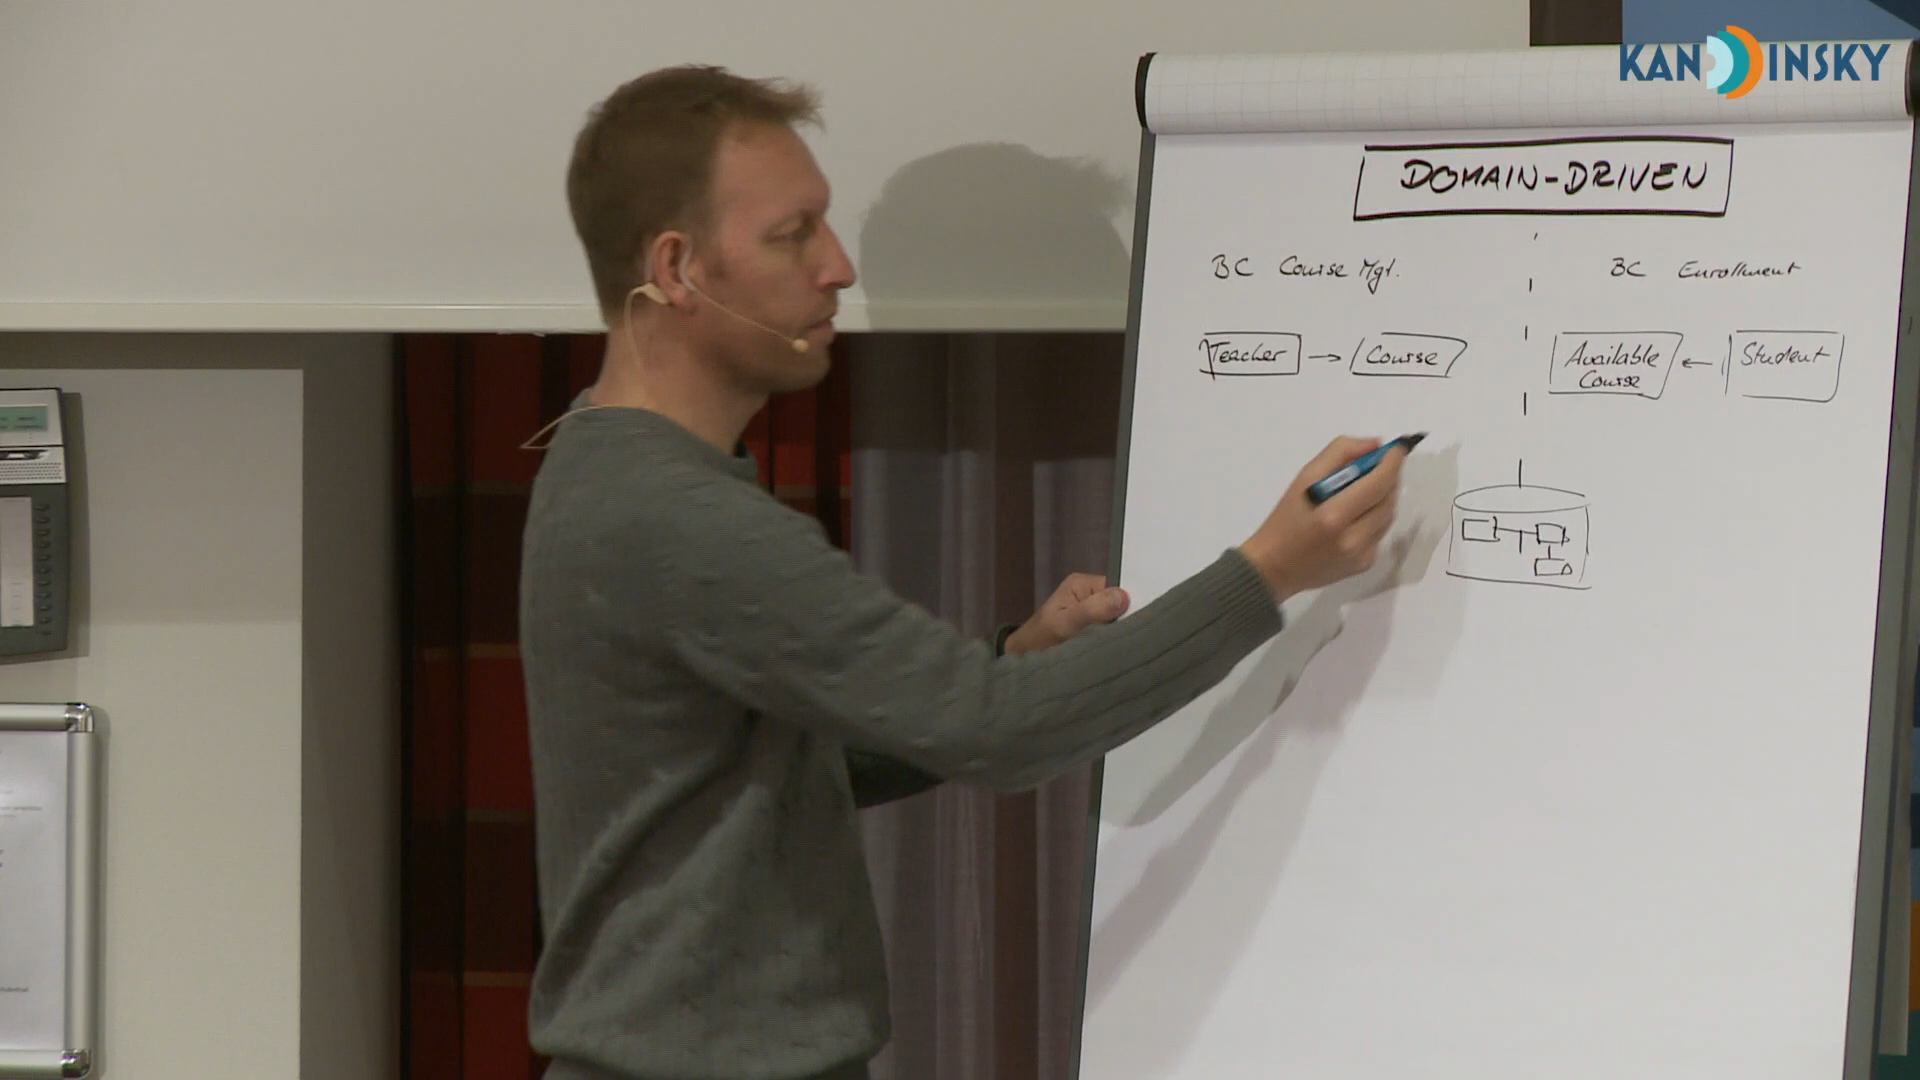 KANDINSKY
DOMAIN-DRIVEN
BC Course Mgt.
BC Enrollment
Teacher
Course
Available
Course
Student